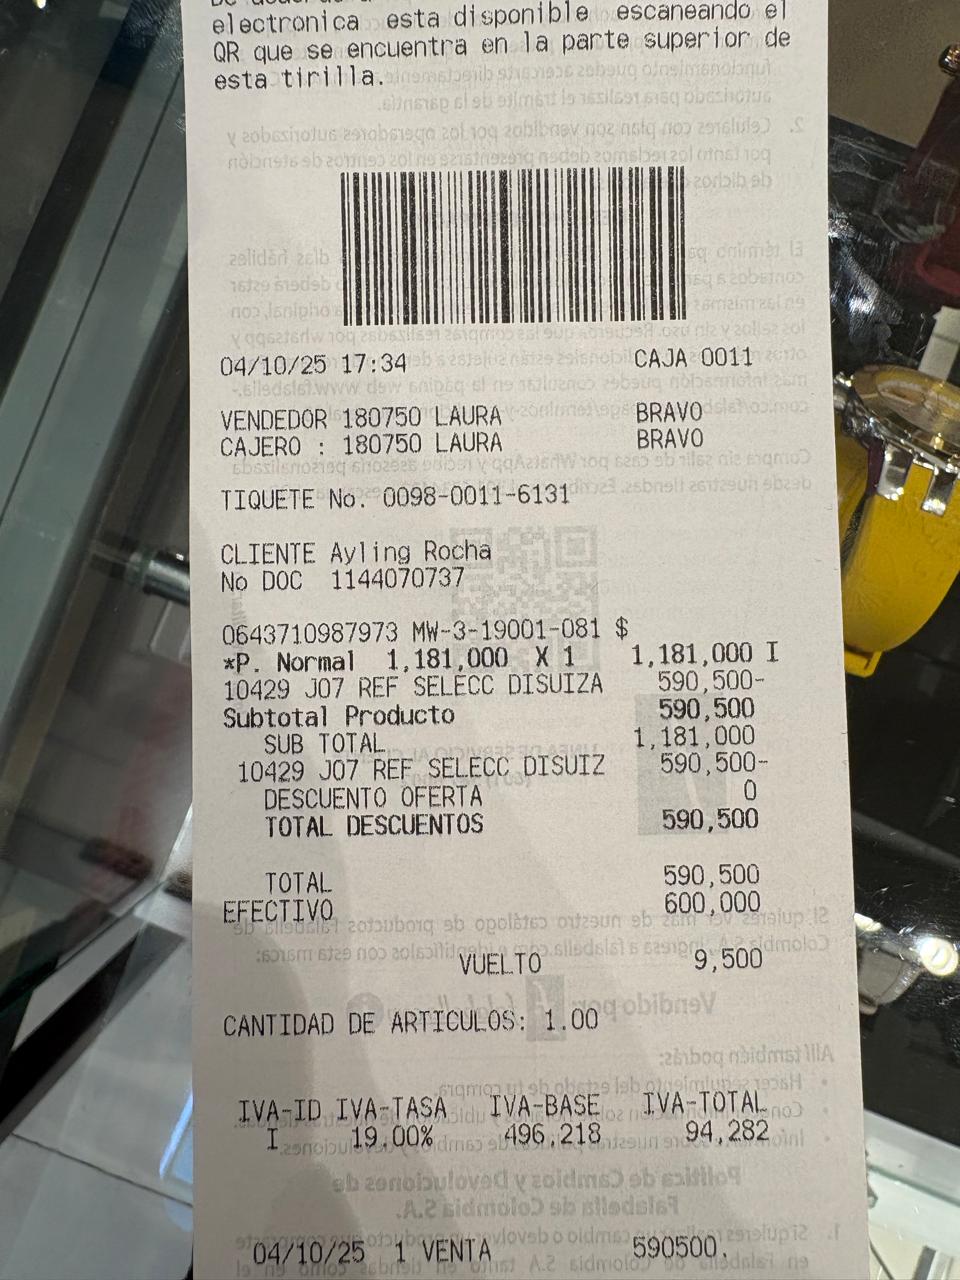 electronica esta disponible escaneando el
QR que se encuentra en la parte superior de
esta tirilla.
04/10/25 17:34 CAJA 0011
VENDEDOR 180750 LAURA BRAVO
CAJERO : 180750 LAURA BRAVO
TIQUETE No. 0098-0011-6131
CLIENTE Ayling Rocha
No DOC 1144070737
0643710987973 MW-3-19001-081 $
*P. Normal 1,181,000 X 1 1,181,000 I
10429 J07 REF SELECC DISUIZA 590,500-
Subtotal Producto 590,500
SUB TOTAL 1,181,000
10429 J07 REF SELECC DISUIZ 590,500-
DESCUENTO OFERTA 0
TOTAL DESCUENTOS 590,500
TOTAL 590,500
EFECTIVO 600,000
VUELTO 9,500
CANTIDAD DE ARTICULOS: 1.00
IVA-ID IVA-TASA IVA-BASE IVA-TOTAL
I 19.00% 496,218 94,282
04/10/25 1 VENTA 590500.